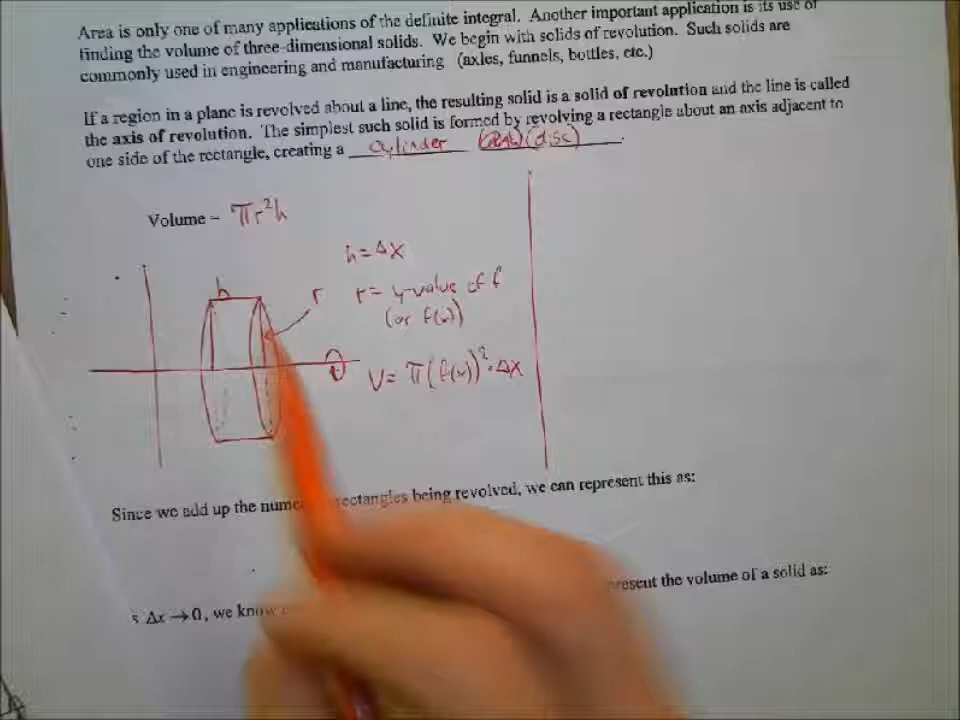 Area is only one of many applications of the definite integral. Another important application is its use of
finding the volume of three-dimensional solids. We begin with solids of revolution. Such solids are
commonly used in engineering and manufacturing (axles, funnels, bottles, etc.)
If a region in a plane is revolved about a line, the resulting solid is a solid of revolution and the line is called
the axis of revolution. The simplest such solid is formed by revolving a rectangle about an axis adjacent to
one side of the rectangle, creating a cylinder (disc).
Volume = πr²h
h = Δx
h
r
r = y-value of f
(or f(x))
V = π(f(x))²·Δx
Since we add up the rectangles being revolved, we can represent this as:
the volume of a solid as:
Δx → 0, we know